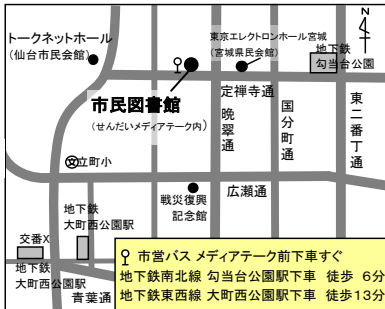 トークネットホール
(仙台市民会館)
東京エレクトロンホール宮城
(宮城県民会館)
N
地下鉄
勾当台公園
市民図書館
(せんだいメディアテーク内)
定禅寺通
晩翠通
国分町通
東二番丁通
文立町小
広瀬通
戦災復興
記念館
交番X
地下鉄
大町西公園駅
地下鉄
大町西公園駅
青葉通
市営バス メディアテーク前下車すぐ
地下鉄南北線 勾当台公園駅下車 徒歩 6分
地下鉄東西線 大町西公園駅下車 徒歩13分